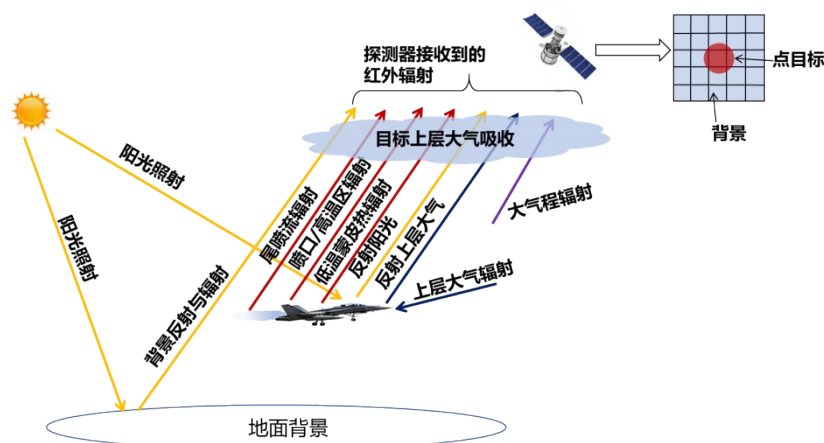 探测器接收到的
红外辐射
点目标
背景
目标上层大气吸收
阳光照射
阳光照射
尾喷流辐射
喷口/高温区辐射
低温蒙皮热辐射
反射阳光
反射上层大气
大气程辐射
上层大气辐射
背景反射与辐射
地面背景